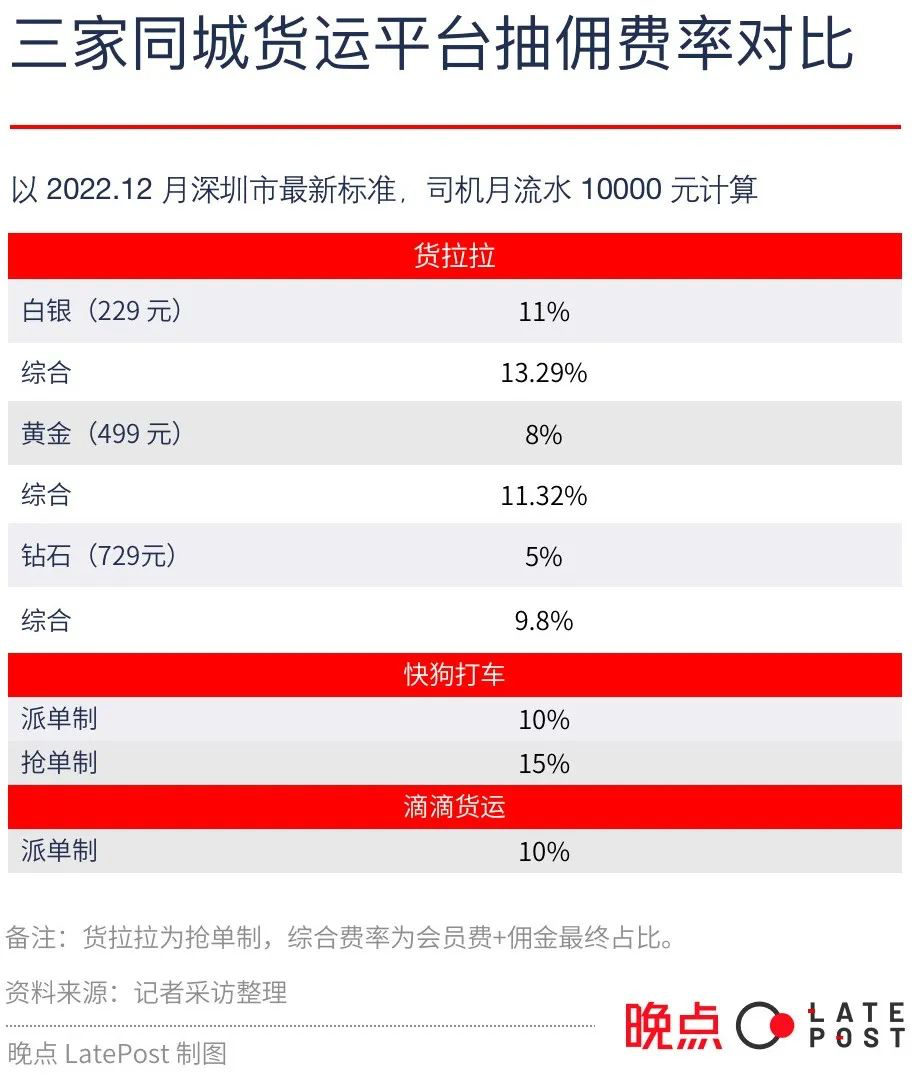 三家同城货运平台抽佣费率对比
以 2022.12 月深圳市最新标准，司机月流水 10000 元计算
货拉拉
白银（229 元） 11%
综合 13.29%
黄金（499 元） 8%
综合 11.32%
钻石（729元） 5%
综合 9.8%
快狗打车
派单制 10%
抢单制 15%
滴滴货运
派单制 10%
备注：货拉拉为抢单制，综合费率为会员费+佣金最终占比。
资料来源：记者采访整理
晚点 LATE
POST
晚点 LatePost 制图